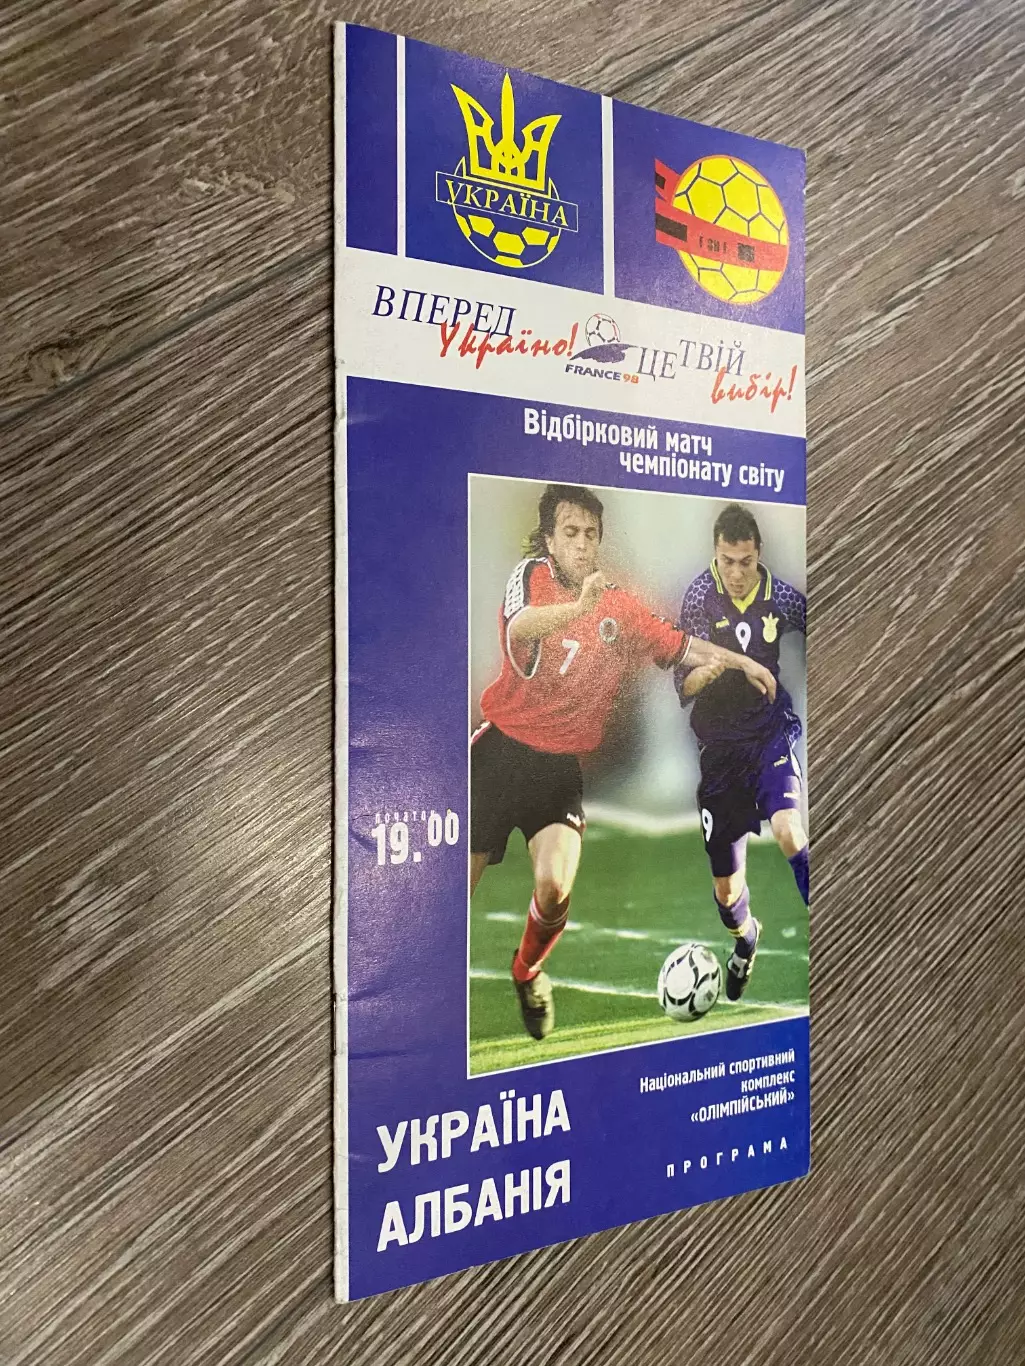 УКРАЇНА
ВПЕРЕД
Україно!
FRANCE 98
ЦЕ ТВІЙ
вибір!
Відбірковий матч
чемпіонату світу
7
9
9
початок
19.00
Національний спортивний
комплекс
«ОЛІМПІЙСЬКИЙ»
УКРАЇНА
АЛБАНІЯ
ПРОГРАМА